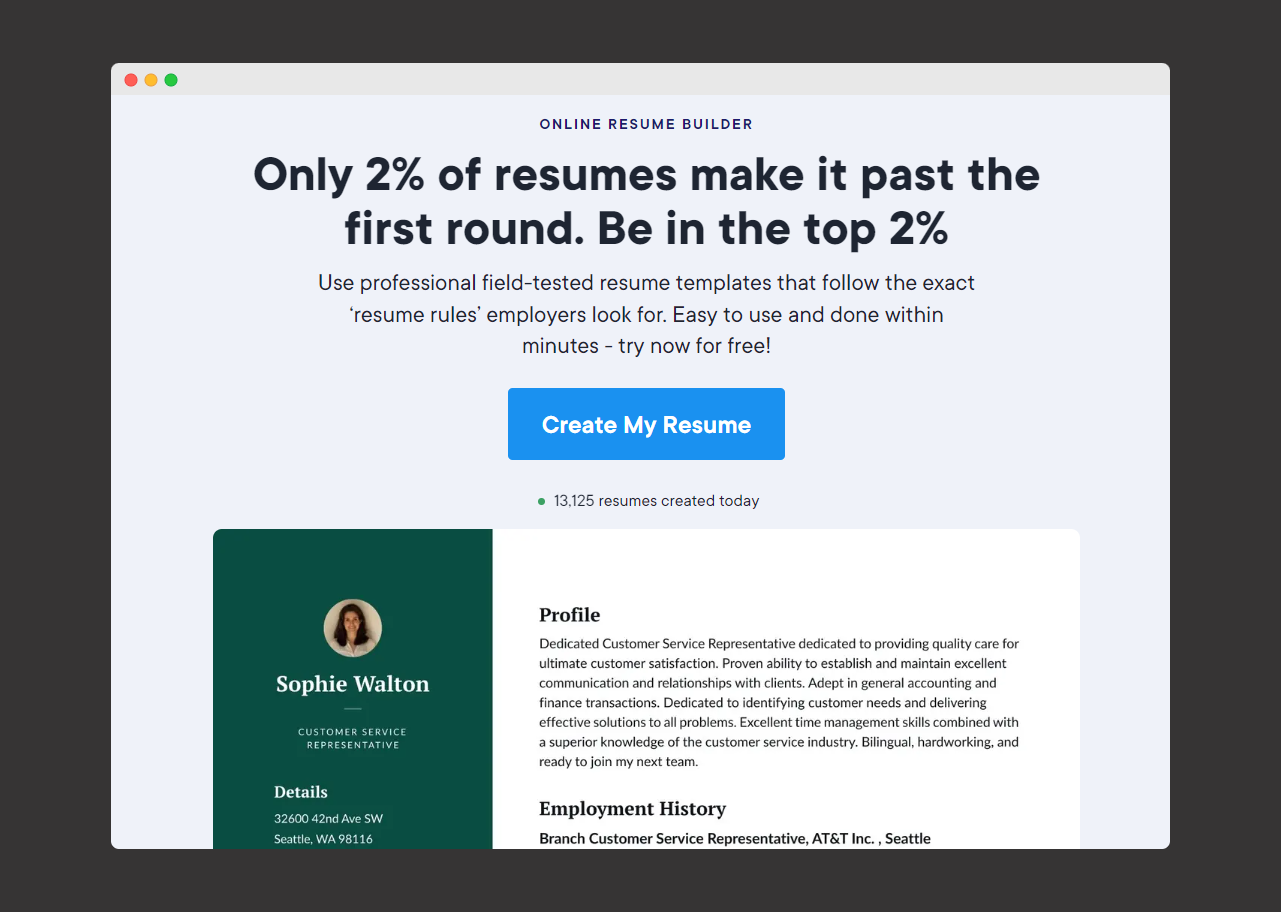 ONLINE RESUME BUILDER
Only 2% of resumes make it past the
first round. Be in the top 2%
Use professional field-tested resume templates that follow the exact
‘resume rules’ employers look for. Easy to use and done within
minutes - try now for free!
Create My Resume
13,125 resumes created today
Sophie Walton
CUSTOMER SERVICE
REPRESENTATIVE
Details
32600 42nd Ave SW
Seattle, WA 98116
Profile
Dedicated Customer Service Representative dedicated to providing quality care for
ultimate customer satisfaction. Proven ability to establish and maintain excellent
communication and relationships with clients. Adept in general accounting and
finance transactions. Dedicated to identifying customer needs and delivering
effective solutions to all problems. Excellent time management skills combined with
a superior knowledge of the customer service industry. Bilingual, hardworking, and
ready to join my next team.
Employment History
Branch Customer Service Representative, AT&T Inc. , Seattle